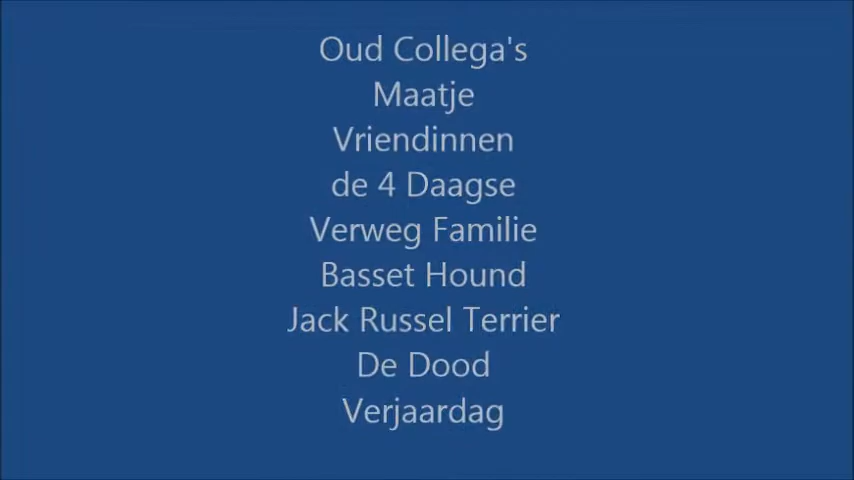 Oud Collega's
Maatje
Vriendinnen
de 4 Daagse
Verweg Familie
Basset Hound
Jack Russel Terrier
De Dood
Verjaardag